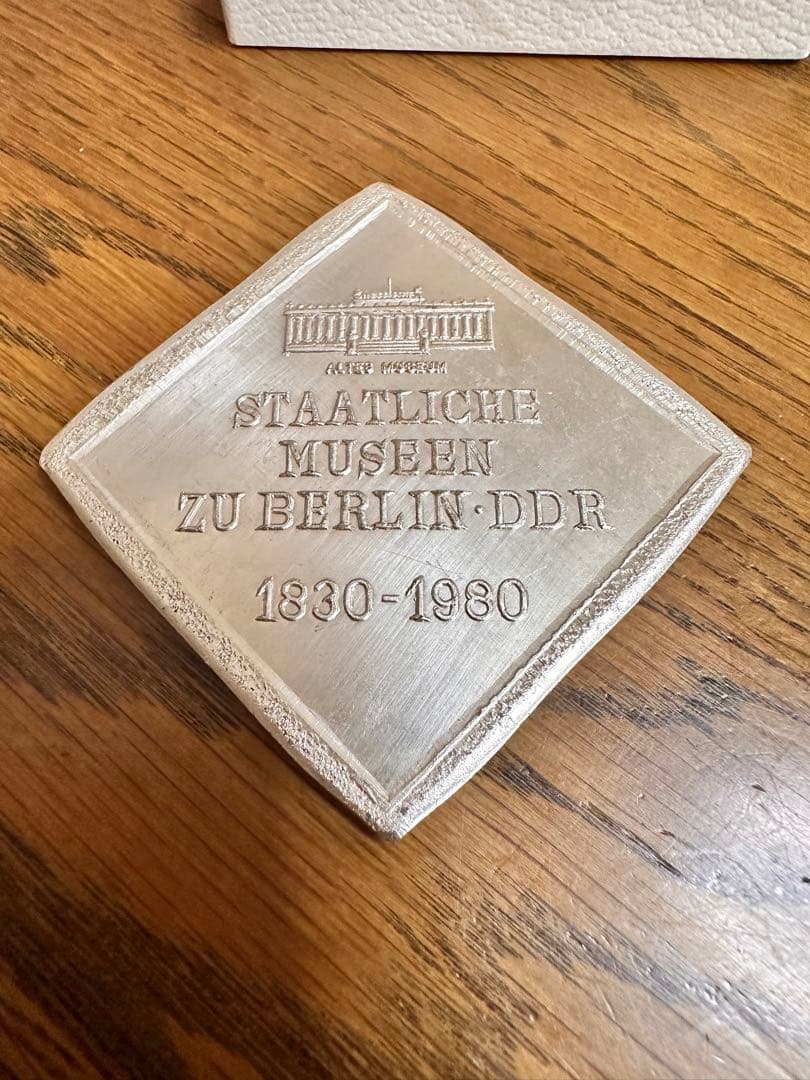 ALTES MUSEUM
STAATLICHE
MUSEEN
ZU BERLIN·DDR
1830-1980